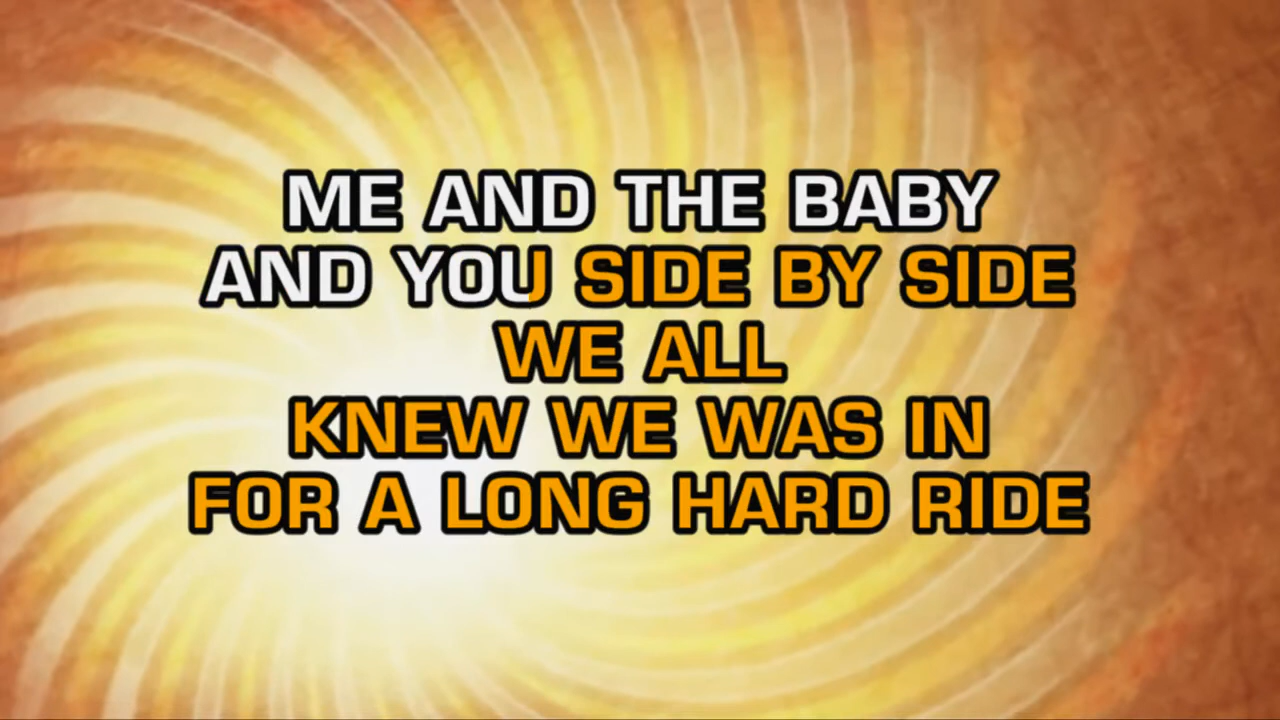 ME AND THE BABY
AND YOU SIDE BY SIDE
WE ALL
KNEW WE WAS IN
FOR A LONG HARD RIDE